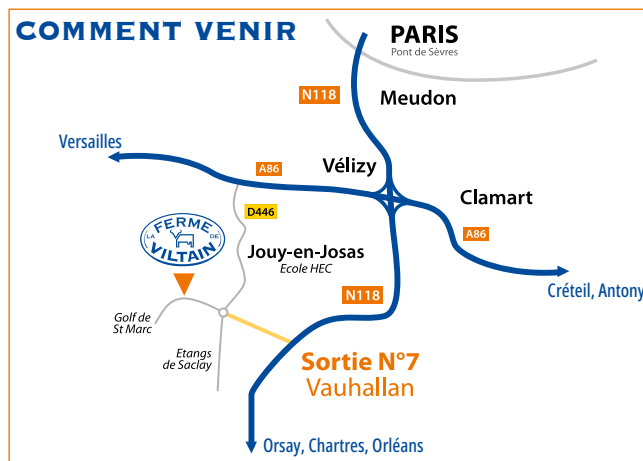 COMMENT VENIR
PARIS
Pont de Sèvres
N118
Meudon
Versailles
Vélizy
A86
Clamart
D446
LA FERME DE VILTAIN
A86
Jouy-en-Josas
Ecole HEC
Créteil, Antony
N118
Golf de
St Marc
Etangs
de Saclay
Sortie N°7
Vauhallan
Orsay, Chartres, Orléans